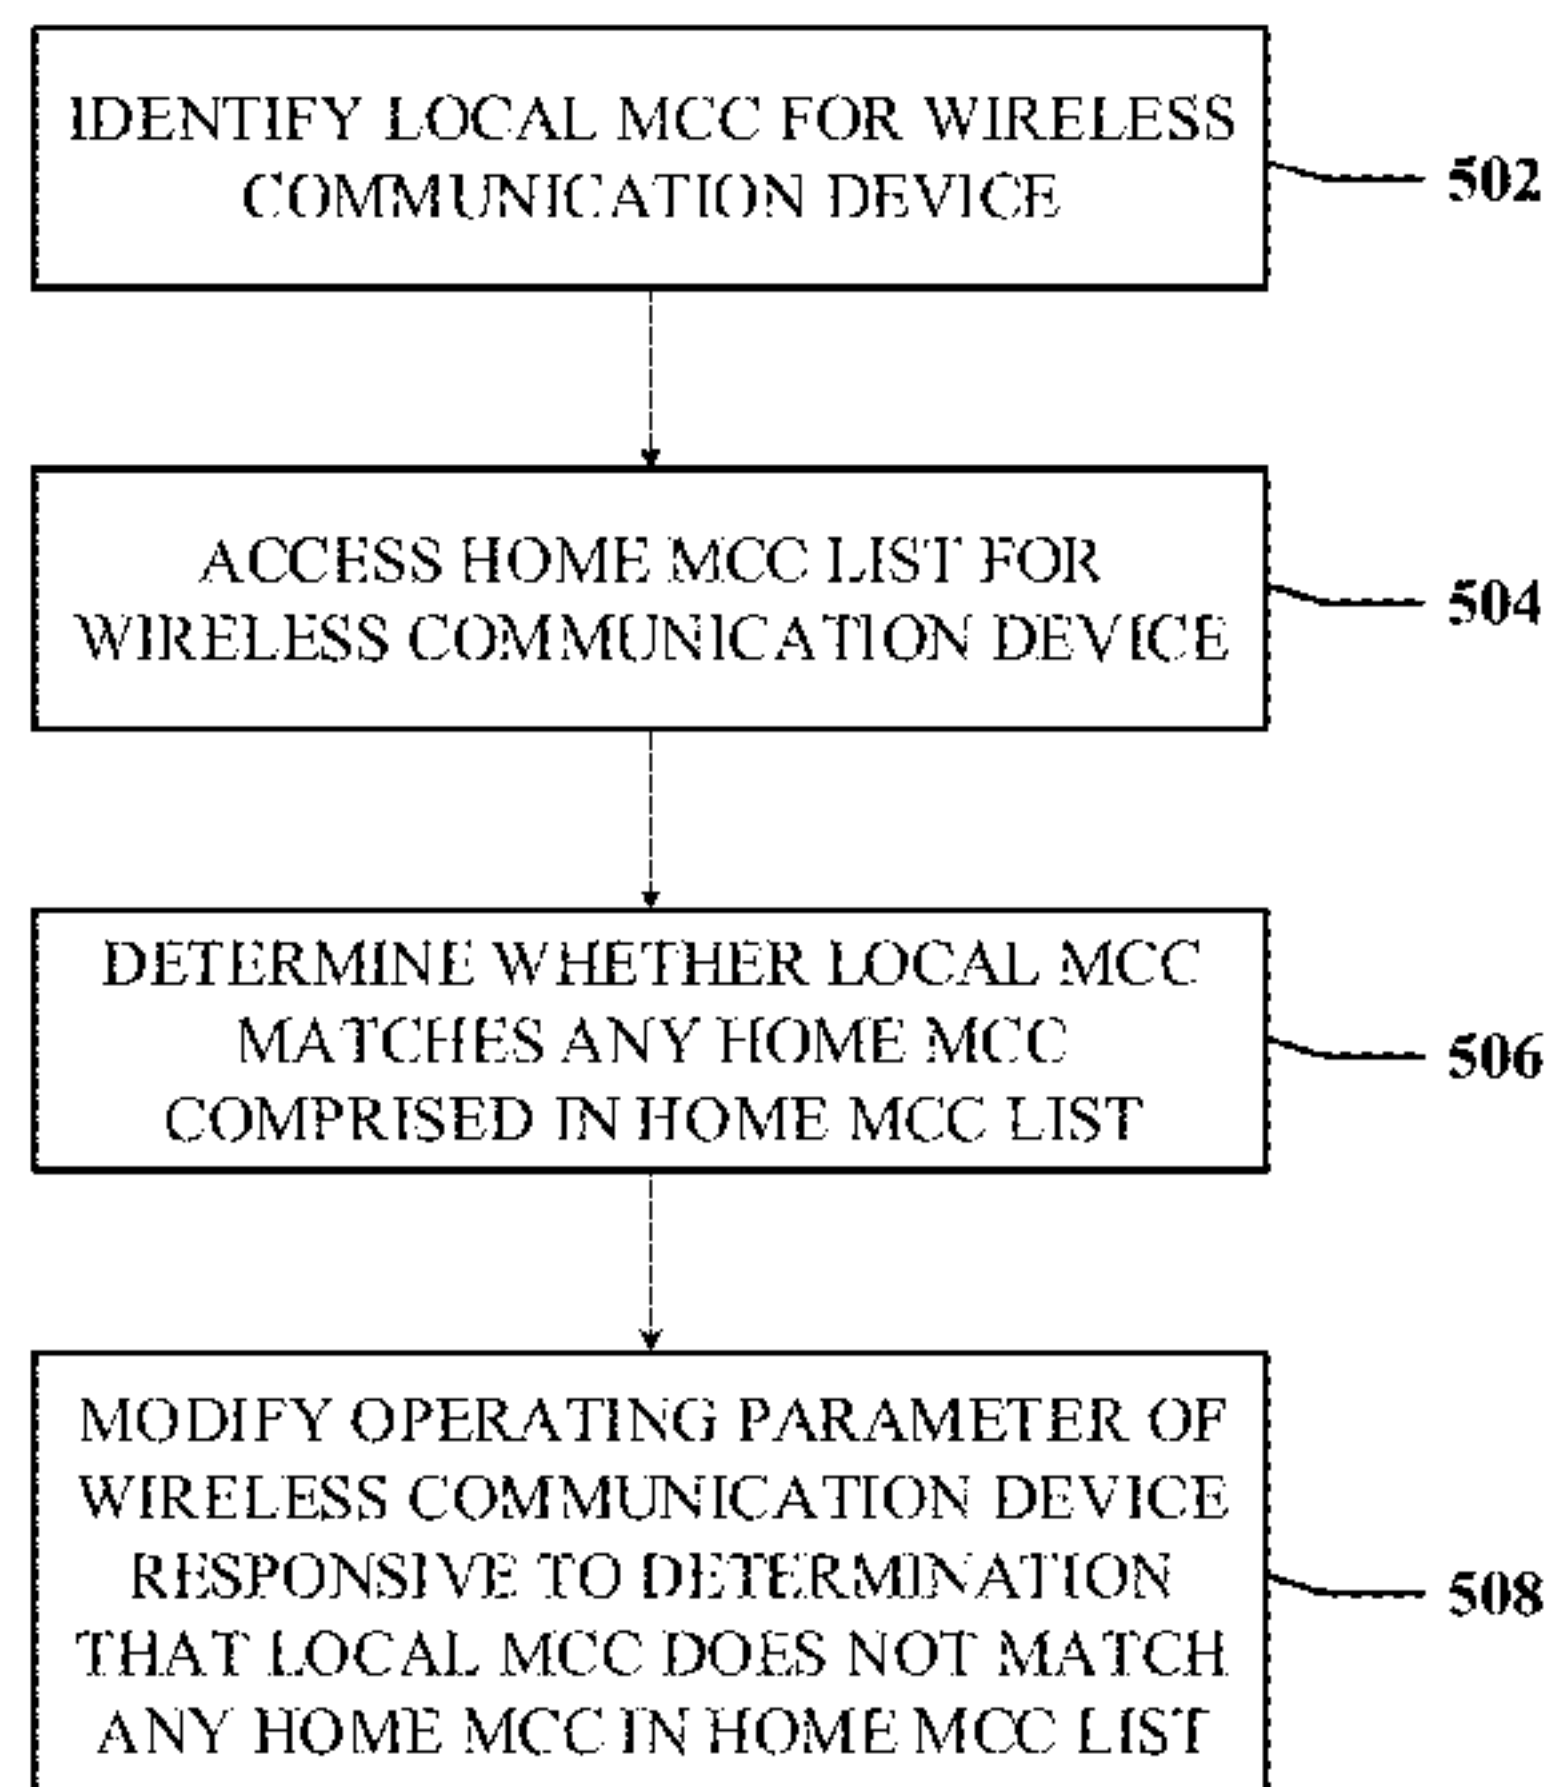 IDENTIFY LOCAL MCC FOR WIRELESS
COMMUNICATION DEVICE
502
ACCESS HOME MCC LIST FOR
WIRELESS COMMUNICATION DEVICE
504
DETERMINE WHETHER LOCAL MCC
MATCHES ANY HOME MCC
COMPRISED IN HOME MCC LIST
506
MODIFY OPERATING PARAMETER OF
WIRELESS COMMUNICATION DEVICE
RESPONSIVE TO DETERMINATION
THAT LOCAL MCC DOES NOT MATCH
ANY HOME MCC IN HOME MCC LIST
508